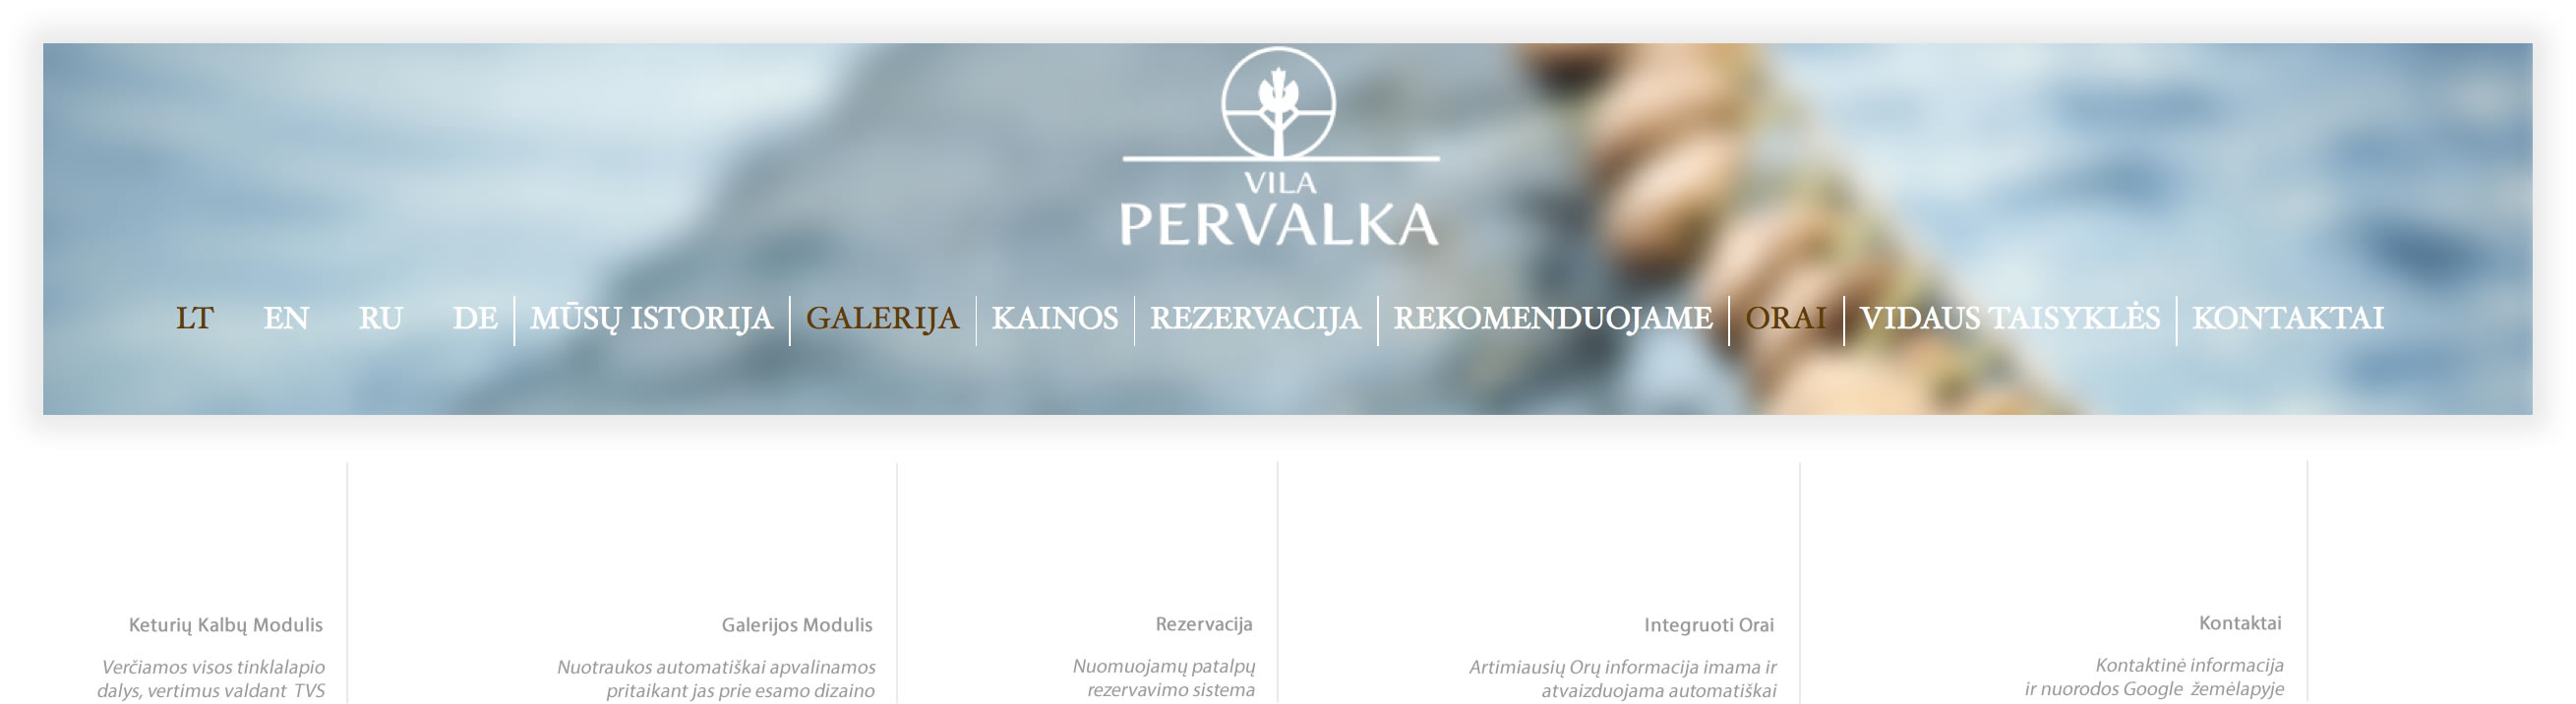 VILA
PERVALKA
LT EN RU DE MŪSŲ ISTORIJA GALERIJA KAINOS REZERVACIJA REKOMENDUOJAME ORAI VIDAUS TAISYKLĖS KONTAKTAI
Keturių Kalbų Modulis
Verčiamos visos tinklalapio
dalys, vertimus valdant TVS
Galerijos Modulis
Nuotraukos automatiškai apvalinamos
pritaikant jas prie esamo dizaino
Rezervacija
Nuomuojamų patalpų
rezervavimo sistema
Integruoti Orai
Artimiausių Orų informacija imama ir
atvaizduojama automatiškai
Kontaktai
Kontaktinė informacija
ir nuorodos Google žemėlapyje